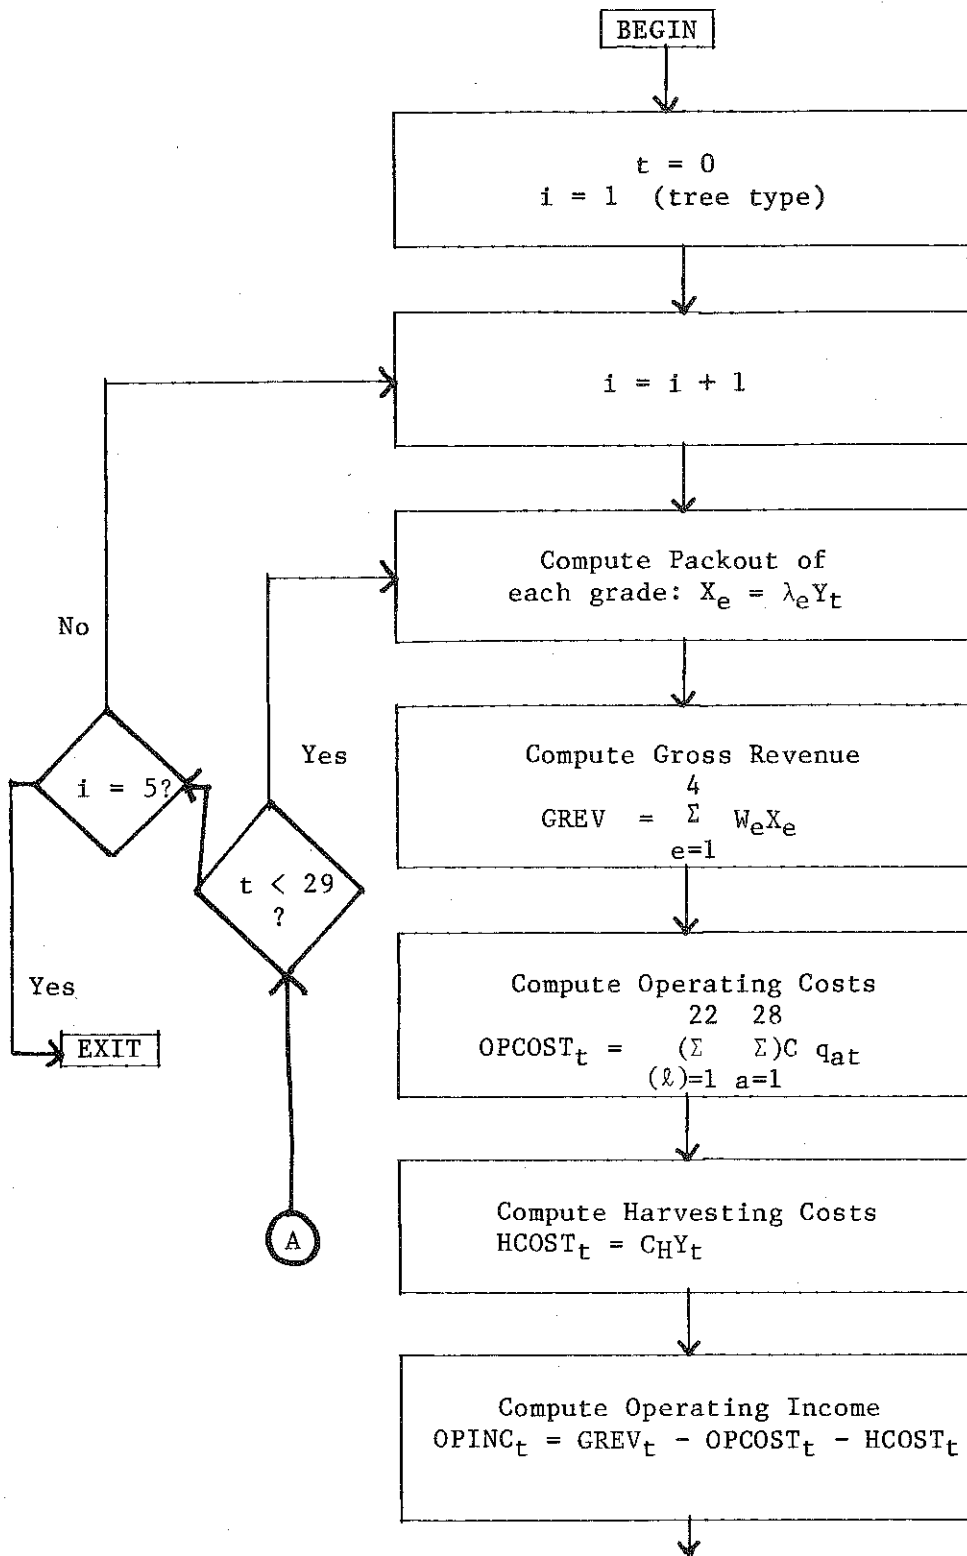 BEGIN
t = 0
i = 1 (tree type)
i = i + 1
Compute Packout of
each grade: Xₑ = λₑYₜ
Compute Gross Revenue
4
GREV = Σ WₑXₑ
e=1
Compute Operating Costs
22 28
OPCOSTₜ = (Σ Σ)C qₐₜ
(ℓ)=1 a=1
Compute Harvesting Costs
HCOSTₜ = C_HYₜ
Compute Operating Income
OPINCₜ = GREVₜ - OPCOSTₜ - HCOSTₜ
No
i = 5?
Yes
EXIT
Yes
t < 29
?
A